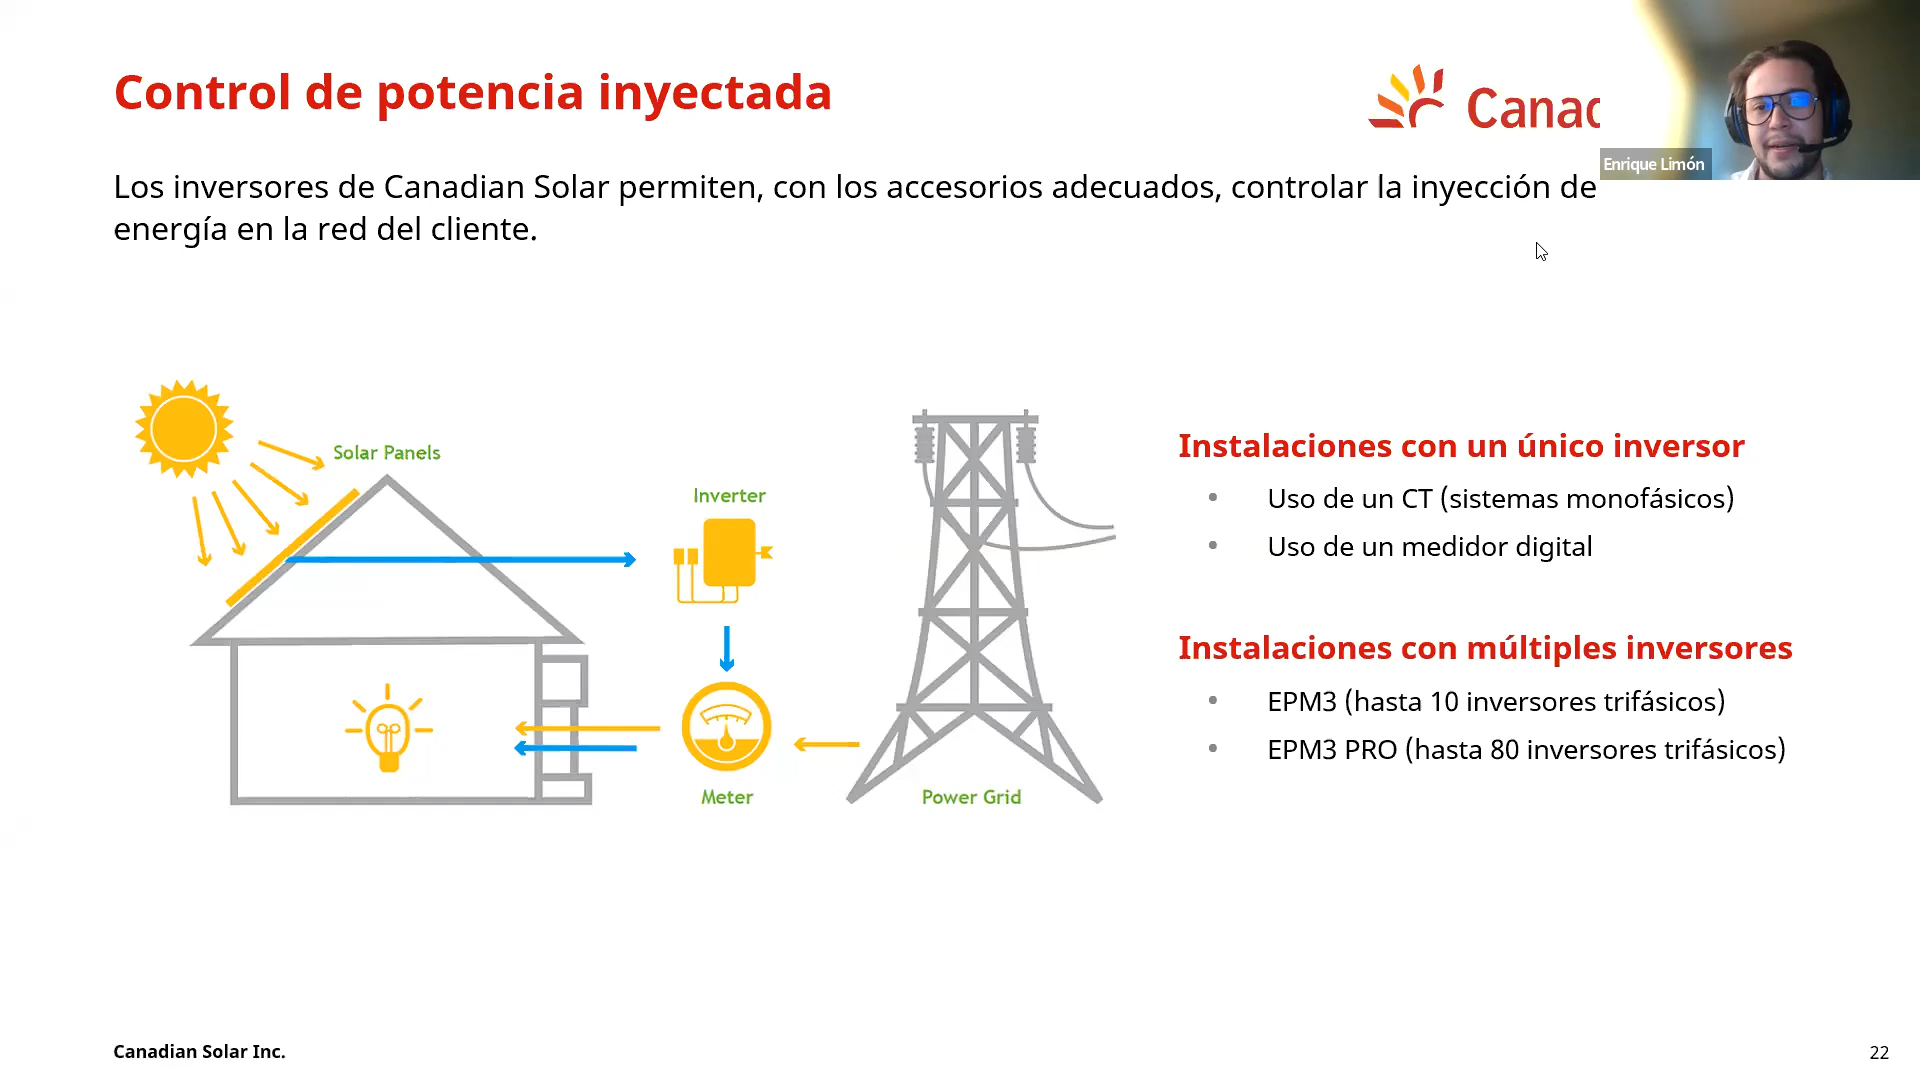 Control de potencia inyectada
Canad
Enrique Limón
Los inversores de Canadian Solar permiten, con los accesorios adecuados, controlar la inyección de
energía en la red del cliente.
Solar Panels
Inverter
Meter
Power Grid
Instalaciones con un único inversor
• Uso de un CT (sistemas monofásicos)
• Uso de un medidor digital
Instalaciones con múltiples inversores
• EPM3 (hasta 10 inversores trifásicos)
• EPM3 PRO (hasta 80 inversores trifásicos)
Canadian Solar Inc.
22